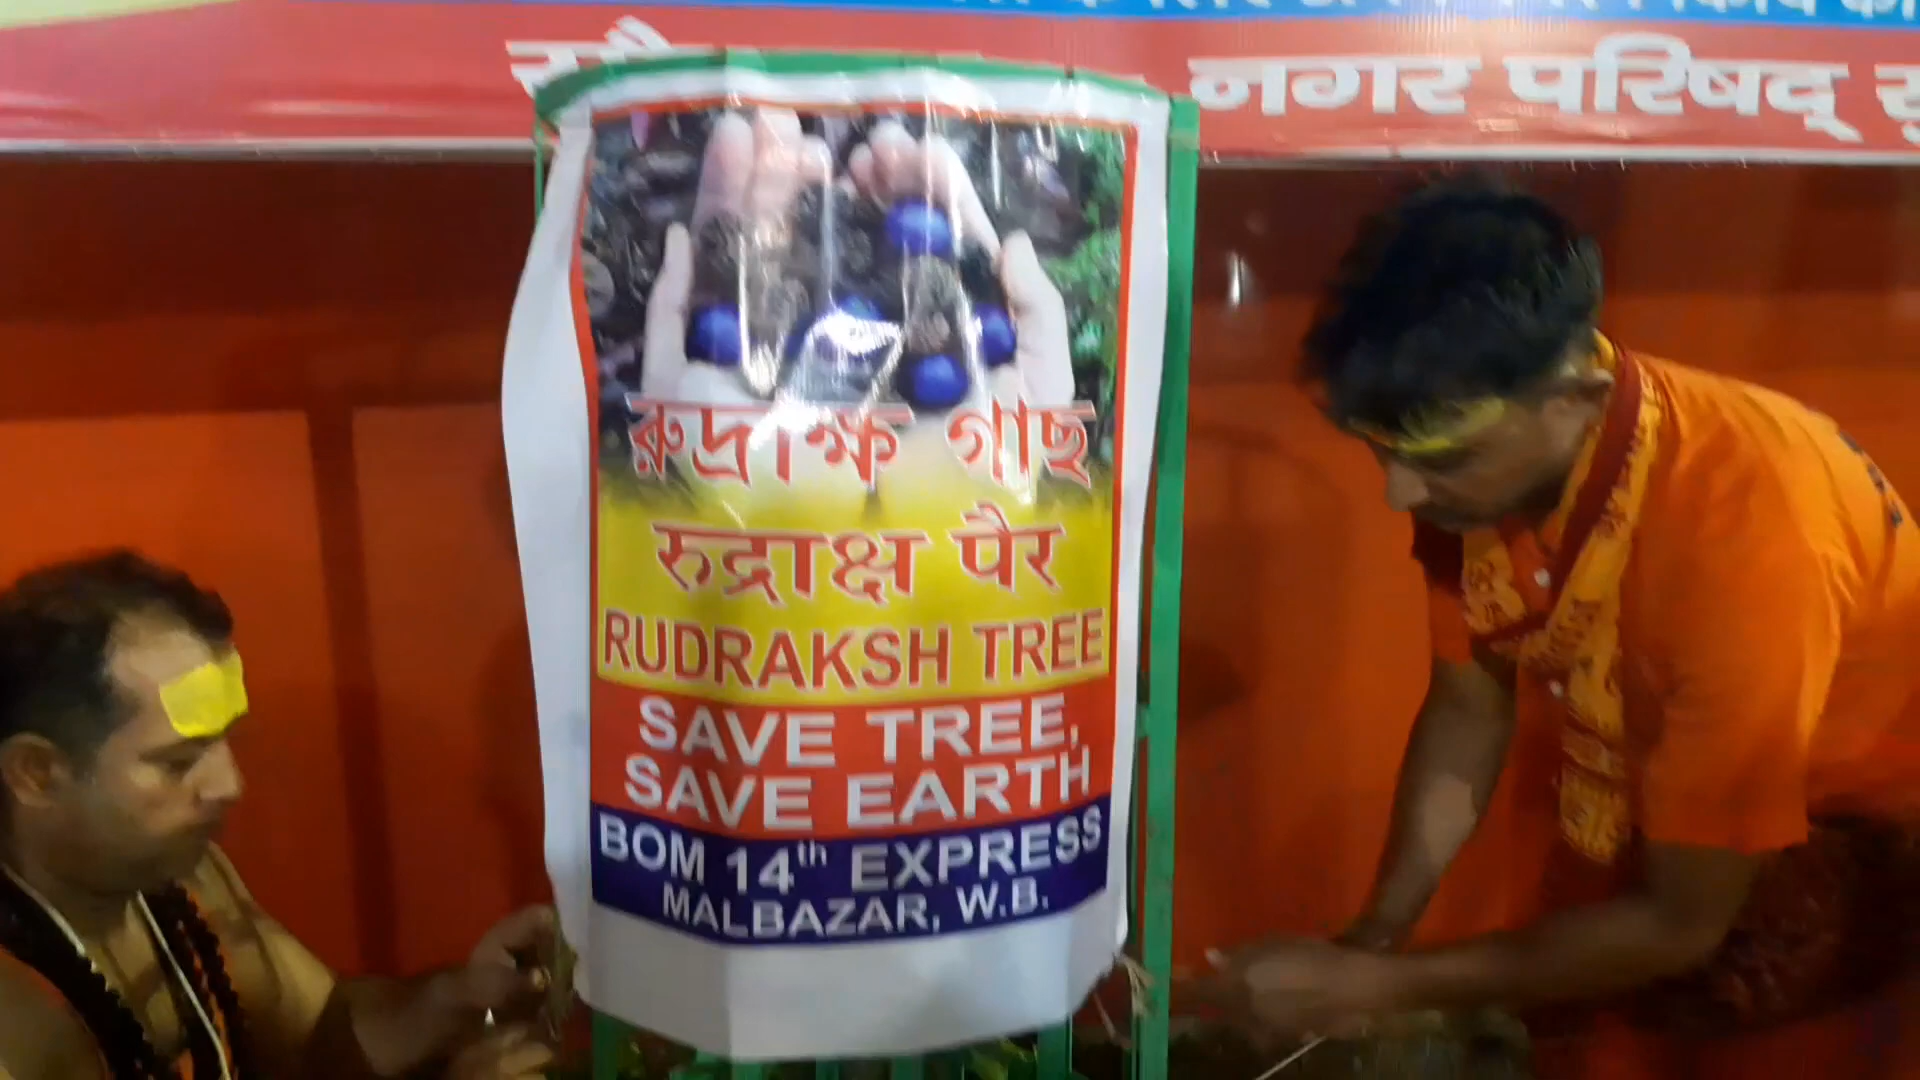 नगर परिषद्
রুদ্রাক্ষ গাছ
रुद्राक्ष पैर
RUDRAKSH TREE
SAVE TREE,
SAVE EARTH
BOM 14th EXPRESS
MALBAZAR, W.B.